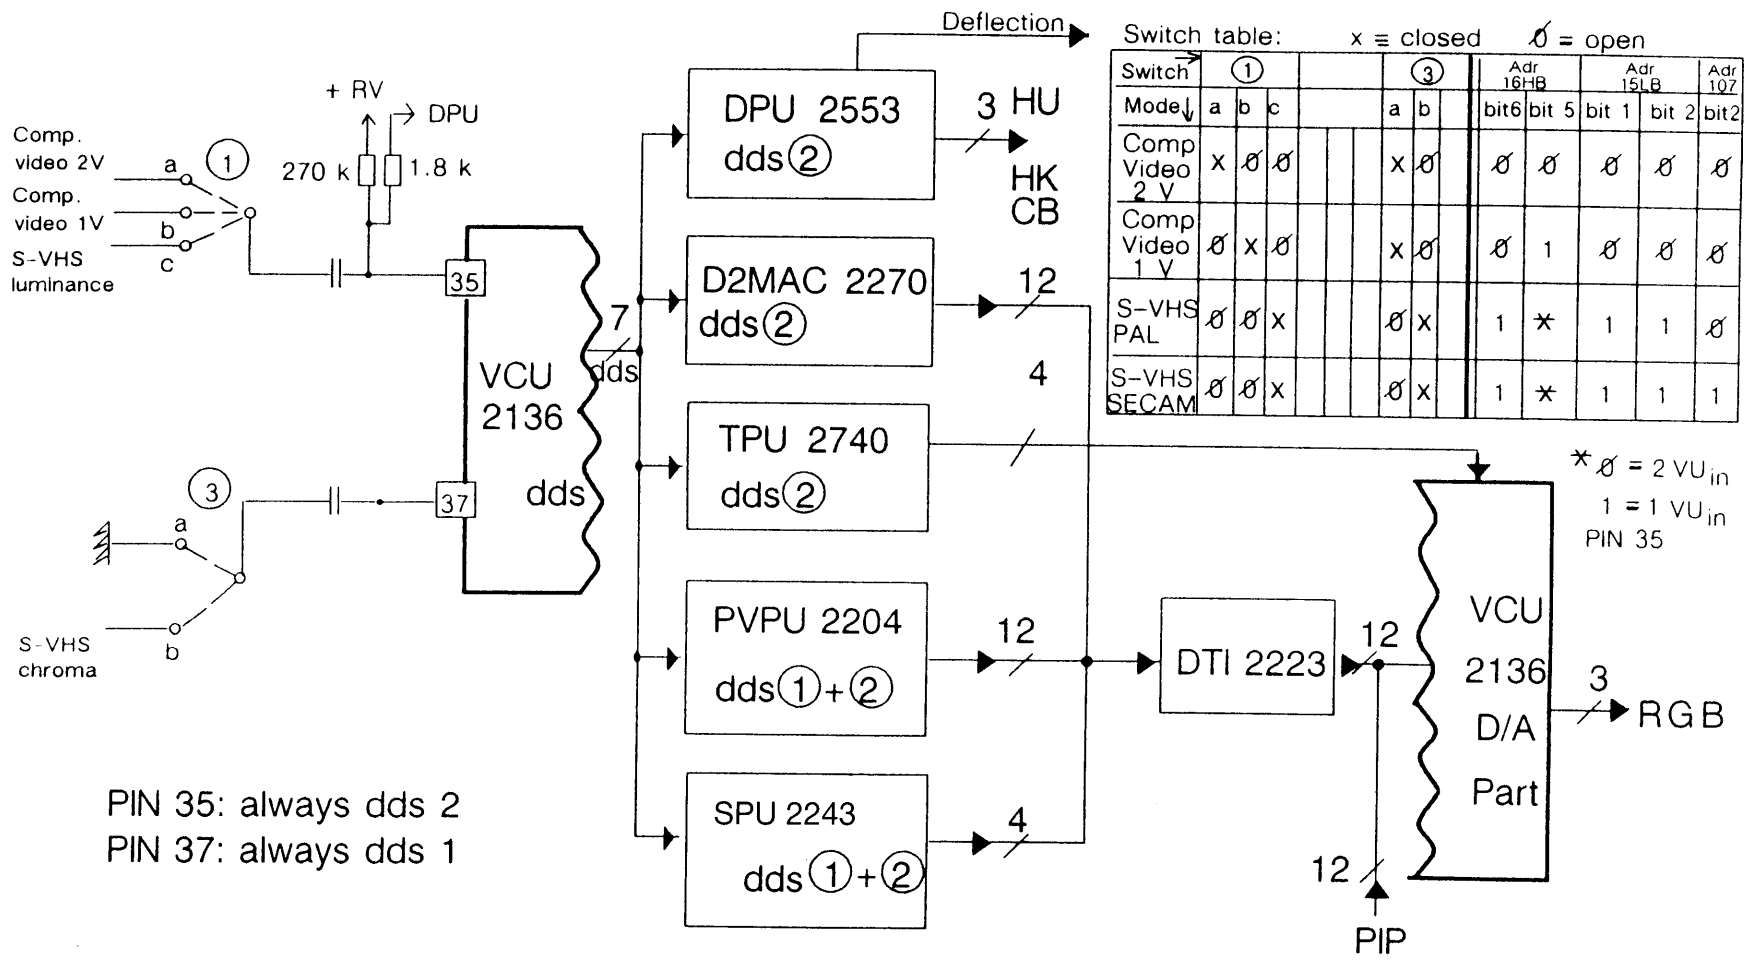 Deflection
Switch table: x ≡ closed Ø = open
Switch 1 3 Adr 16HB Adr 15LB Adr 107
Mode a b c a b bit6 bit 5 bit 1 bit 2 bit2
Comp Video 2 V x Ø Ø x Ø Ø Ø Ø Ø Ø
Comp Video 1 V Ø x Ø x Ø Ø 1 Ø Ø Ø
S-VHS PAL Ø Ø x Ø x 1 * 1 1 Ø
S-VHS SECAM Ø Ø x Ø x 1 * 1 1 1
* Ø = 2 VUin
1 = 1 VUin
PIN 35
+ RV
DPU
270 k
1.8 k
Comp.
video 2V
a
1
Comp.
video 1V
b
S-VHS
luminance
c
35
VCU
2136
dds
7
dds
37
3
a
b
S-VHS
chroma
DPU 2553
dds 2
3 HU
HK
CB
D2MAC 2270
dds 2
12
TPU 2740
dds 2
4
PVPU 2204
dds 1 + 2
12
SPU 2243
dds 1 + 2
4
DTI 2223
12
VCU
2136
D/A
Part
3
RGB
12
PIP
PIN 35: always dds 2
PIN 37: always dds 1